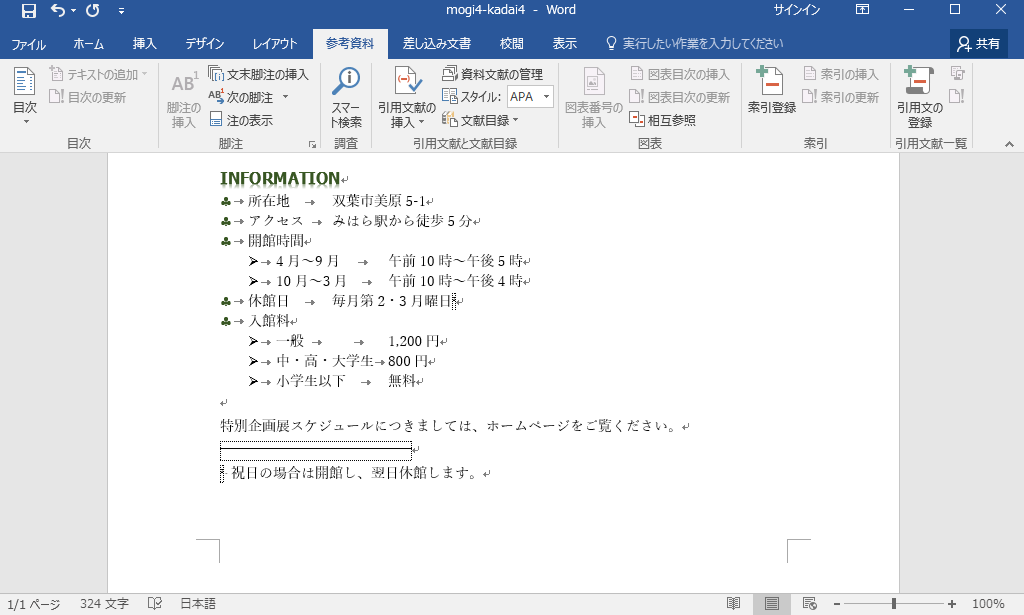 mogi4-kadai4 - Word
サインイン
ファイル ホーム 挿入 デザイン レイアウト 参考資料 差し込み文書 校閲 表示 実行したい作業を入力してください 共有
目次
テキストの追加
目次の更新
目次
AB1
脚注の挿入
文末脚注の挿入
AB1 次の脚注
注の表示
脚注
スマート検索
調査
引用文献の挿入
資料文献の管理
スタイル: APA
文献目録
引用文献と文献目録
図表番号の挿入
図表目次の挿入
図表目次の更新
相互参照
図表
索引登録
索引の挿入
索引の更新
索引
引用文の登録
引用文献一覧
INFORMATION
所在地 双葉市美原 5-1
アクセス みはら駅から徒歩 5 分
開館時間
4 月～9 月 午前 10 時～午後 5 時
10 月～3 月 午前 10 時～午後 4 時
休館日 毎月第 2・3 月曜日
入館料
一般 1,200 円
中・高・大学生 800 円
小学生以下 無料
特別企画展スケジュールにつきましては、ホームページをご覧ください。
祝日の場合は開館し、翌日休館します。
1/1 ページ 324 文字 日本語 100%